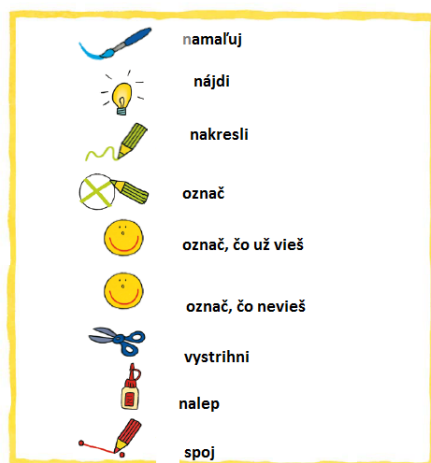 namaľuj
nájdi
nakresli
označ
označ, čo už vieš
označ, čo nevieš
vystrihni
nalep
spoj